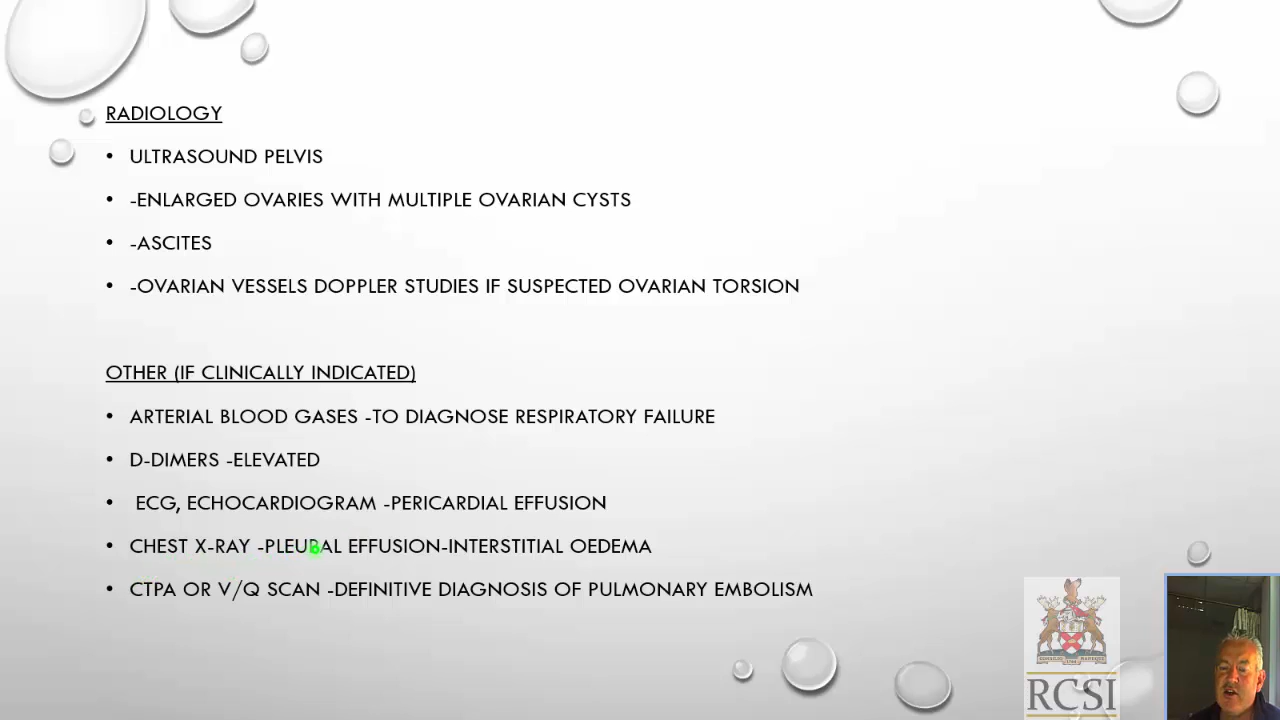 RADIOLOGY
• ULTRASOUND PELVIS
• -ENLARGED OVARIES WITH MULTIPLE OVARIAN CYSTS
• -ASCITES
• -OVARIAN VESSELS DOPPLER STUDIES IF SUSPECTED OVARIAN TORSION
OTHER (IF CLINICALLY INDICATED)
• ARTERIAL BLOOD GASES -TO DIAGNOSE RESPIRATORY FAILURE
• D-DIMERS -ELEVATED
• ECG, ECHOCARDIOGRAM -PERICARDIAL EFFUSION
• CHEST X-RAY -PLEURAL EFFUSION-INTERSTITIAL OEDEMA
• CTPA OR V/Q SCAN -DEFINITIVE DIAGNOSIS OF PULMONARY EMBOLISM
RCSI